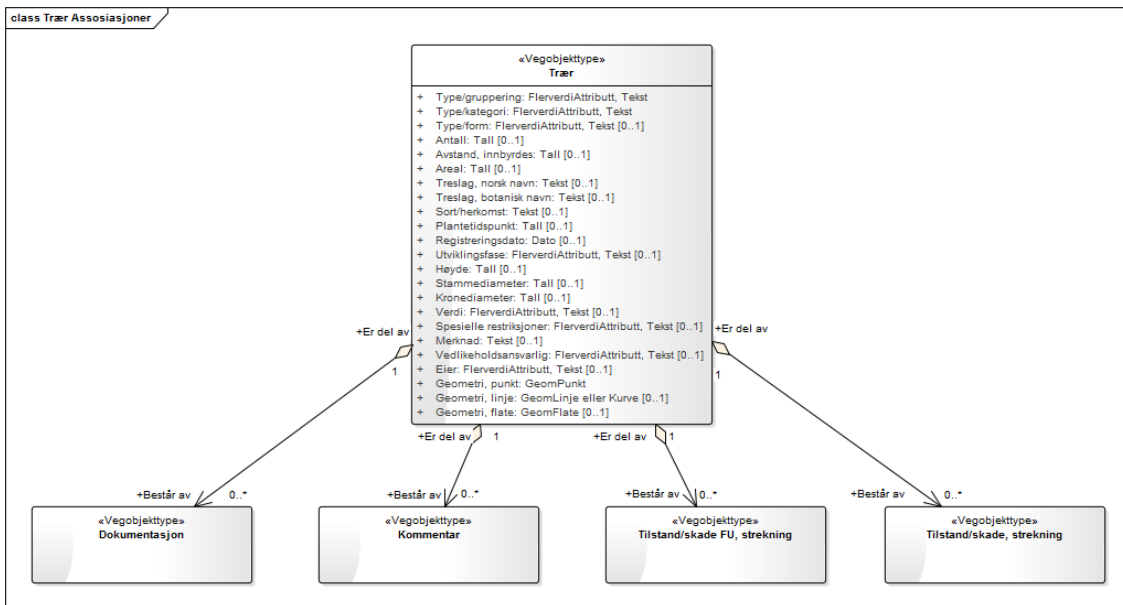 class Trær Assosiasjoner
«Vegobjekttype»
Trær
+ Type/gruppering: FlerverdiAttributt, Tekst
+ Type/kategori: FlerverdiAttributt, Tekst
+ Type/form: FlerverdiAttributt, Tekst [0..1]
+ Antall: Tall [0..1]
+ Avstand, innbyrdes: Tall [0..1]
+ Areal: Tall [0..1]
+ Treslag, norsk navn: Tekst [0..1]
+ Treslag, botanisk navn: Tekst [0..1]
+ Sort/herkomst: Tekst [0..1]
+ Plantetidspunkt: Tall [0..1]
+ Registreringsdato: Dato [0..1]
+ Utviklingsfase: FlerverdiAttributt, Tekst [0..1]
+ Høyde: Tall [0..1]
+ Stammediameter: Tall [0..1]
+ Kronediameter: Tall [0..1]
+ Verdi: FlerverdiAttributt, Tekst [0..1]
+ Spesielle restriksjoner: FlerverdiAttributt, Tekst [0..1]
+ Merknad: Tekst [0..1]
+ Vedlikeholdsansvarlig: FlerverdiAttributt, Tekst [0..1]
+ Eier: FlerverdiAttributt, Tekst [0..1]
+ Geometri, punkt: GeomPunkt
+ Geometri, linje: GeomLinje eller Kurve [0..1]
+ Geometri, flate: GeomFlate [0..1]
+Er del av
1
+Er del av
1
+Er del av
1
+Er del av
1
+Består av
0..*
+Består av
0..*
+Består av
0..*
+Består av
0..*
«Vegobjekttype»
Dokumentasjon
«Vegobjekttype»
Kommentar
«Vegobjekttype»
Tilstand/skade FU, strekning
«Vegobjekttype»
Tilstand/skade, strekning